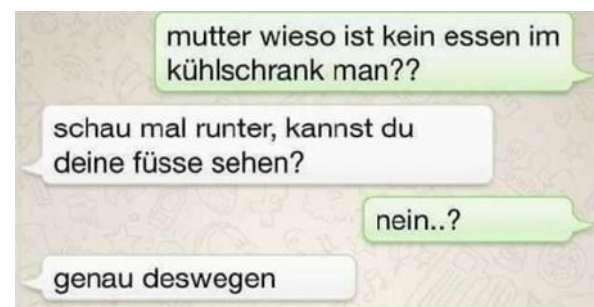 mutter wieso ist kein essen im
kühlschrank man??
schau mal runter, kannst du
deine füsse sehen?
nein..?
genau deswegen